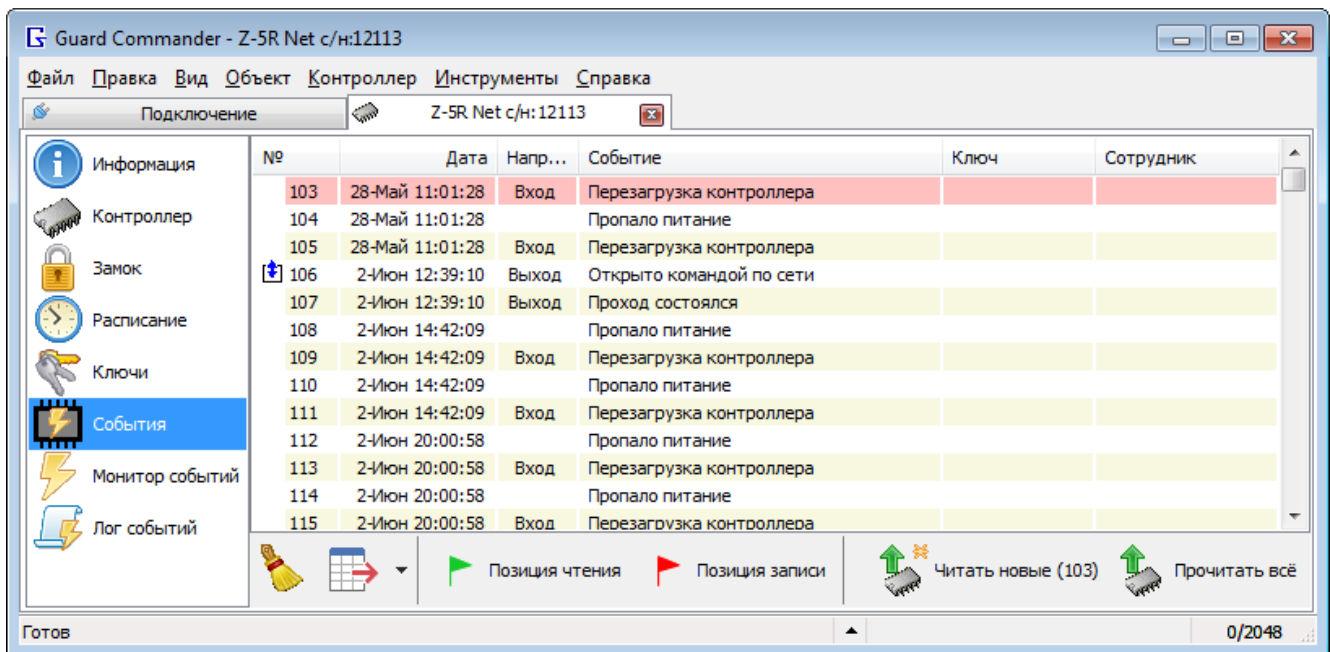 Guard Commander - Z-5R Net с/н:12113
Файл Правка Вид Объект Контроллер Инструменты Справка
Подключение Z-5R Net с/н:12113
Информация
Контроллер
Замок
Расписание
Ключи
События
Монитор событий
Лог событий
№ Дата Напр... Событие Ключ Сотрудник
103 28-Май 11:01:28 Вход Перезагрузка контроллера
104 28-Май 11:01:28 Пропало питание
105 28-Май 11:01:28 Вход Перезагрузка контроллера
106 2-Июн 12:39:10 Выход Открыто командой по сети
107 2-Июн 12:39:10 Выход Проход состоялся
108 2-Июн 14:42:09 Пропало питание
109 2-Июн 14:42:09 Вход Перезагрузка контроллера
110 2-Июн 14:42:09 Пропало питание
111 2-Июн 14:42:09 Вход Перезагрузка контроллера
112 2-Июн 20:00:58 Пропало питание
113 2-Июн 20:00:58 Вход Перезагрузка контроллера
114 2-Июн 20:00:58 Пропало питание
115 2-Июн 20:00:58 Вход Перезагрузка контроллера
Позиция чтения Позиция записи Читать новые (103) Прочитать всё
Готов 0/2048